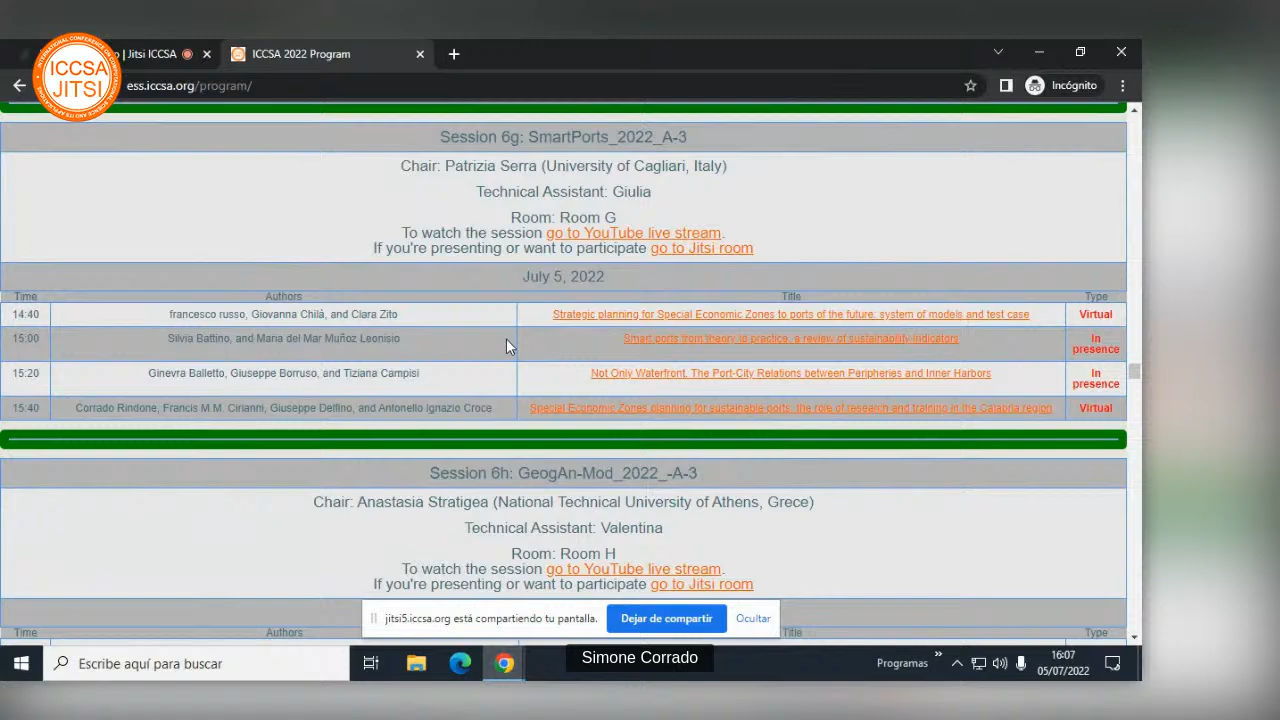 ICCSA
JITSI
INTERNATIONAL CONFERENCE ON COMPUTATIONAL SCIENCE AND ITS APPLICATIONS
| Jitsi ICCSA
ICCSA 2022 Program
ess.iccsa.org/program/
Incógnito
Session 6g: SmartPorts_2022_A-3
Chair: Patrizia Serra (University of Cagliari, Italy)
Technical Assistant: Giulia
Room: Room G
To watch the session go to YouTube live stream.
If you're presenting or want to participate go to Jitsi room
July 5, 2022
Time Authors Title Type
14:40 francesco russo, Giovanna Chilà, and Clara Zito Strategic planning for Special Economic Zones to ports of the future: system of models and test case Virtual
15:00 Silvia Battino, and Maria del Mar Muñoz Leonisio Smart ports from theory to practice, a review of sustainability indicators In presence
15:20 Ginevra Balletto, Giuseppe Borruso, and Tiziana Campisi Not Only Waterfront. The Port-City Relations between Peripheries and Inner Harbors In presence
15:40 Corrado Rindone, Francis M.M. Cirianni, Giuseppe Delfino, and Antonello Ignazio Croce Special Economic Zones planning for sustainable ports: the role of research and training in the Calabria region Virtual
Session 6h: GeogAn-Mod_2022_-A-3
Chair: Anastasia Stratigea (National Technical University of Athens, Grece)
Technical Assistant: Valentina
Room: Room H
To watch the session go to YouTube live stream.
If you're presenting or want to participate go to Jitsi room
Time Authors Title Type
jitsi5.iccsa.org está compartiendo tu pantalla. Dejar de compartir Ocultar
Escribe aquí para buscar
Simone Corrado
Programas
16:07
05/07/2022